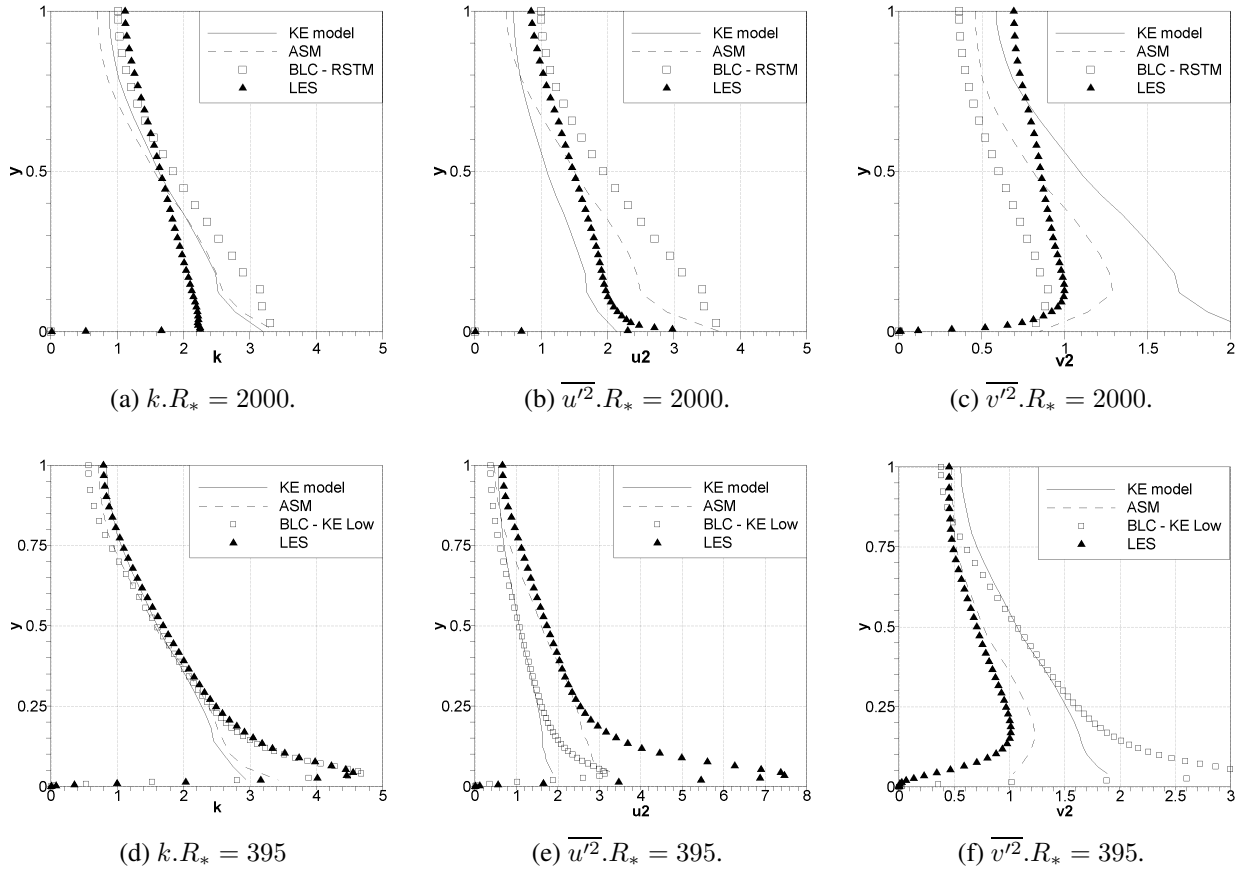 1
0.5
0
y
0 1 2 3 4 5
k
KE model
ASM
BLC - RSTM
LES
(a) k.R* = 2000.
1
0.5
0
y
0 1 2 3 4 5
u2
KE model
ASM
BLC - RSTM
LES
(b) u′2.R* = 2000.
1
0.5
0
y
0 0.5 1 1.5 2
v2
KE model
ASM
BLC - RSTM
LES
(c) v′2.R* = 2000.
1
0.75
0.5
0.25
0
y
0 1 2 3 4 5
k
KE model
ASM
BLC - KE Low
LES
(d) k.R* = 395
1
0.75
0.5
0.25
0
y
0 1 2 3 4 5 6 7 8
u2
KE model
ASM
BLC - KE Low
LES
(e) u′2.R* = 395.
1
0.75
0.5
0.25
0
y
0 0.5 1 1.5 2 2.5 3
v2
KE model
ASM
BLC - KE Low
LES
(f) v′2.R* = 395.